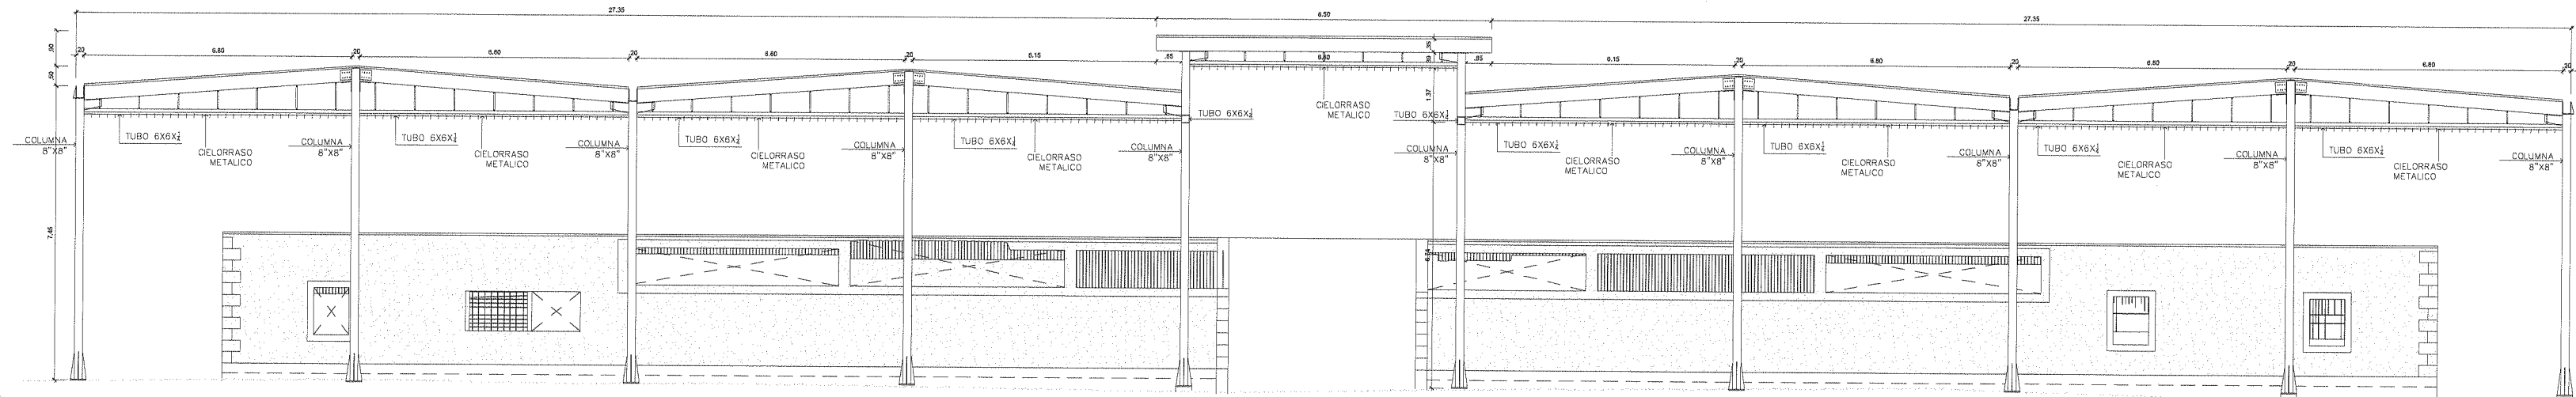 27.35
6.50
27.35
.20
6.80
.20
6.60
.20
6.60
.20
6.15
.65
6.80
.65
6.15
.20
6.80
.20
6.80
.20
6.80
.20
.90
.50
7.45
.35
1.37
COLUMNA
8"X8"
TUBO 6X6X¼
CIELORRASO
METALICO
COLUMNA
8"X8"
TUBO 6X6X¼
CIELORRASO
METALICO
COLUMNA
8"X8"
TUBO 6X6X¼
CIELORRASO
METALICO
COLUMNA
8"X8"
TUBO 6X6X¼
CIELORRASO
METALICO
COLUMNA
8"X8"
TUBO 6X6X¼
CIELORRASO
METALICO
TUBO 6X6X¼
COLUMNA
8"X8"
TUBO 6X6X¼
CIELORRASO
METALICO
COLUMNA
8"X8"
TUBO 6X6X¼
CIELORRASO
METALICO
COLUMNA
8"X8"
TUBO 6X6X¼
CIELORRASO
METALICO
COLUMNA
8"X8"
TUBO 6X6X¼
CIELORRASO
METALICO
COLUMNA
8"X8"